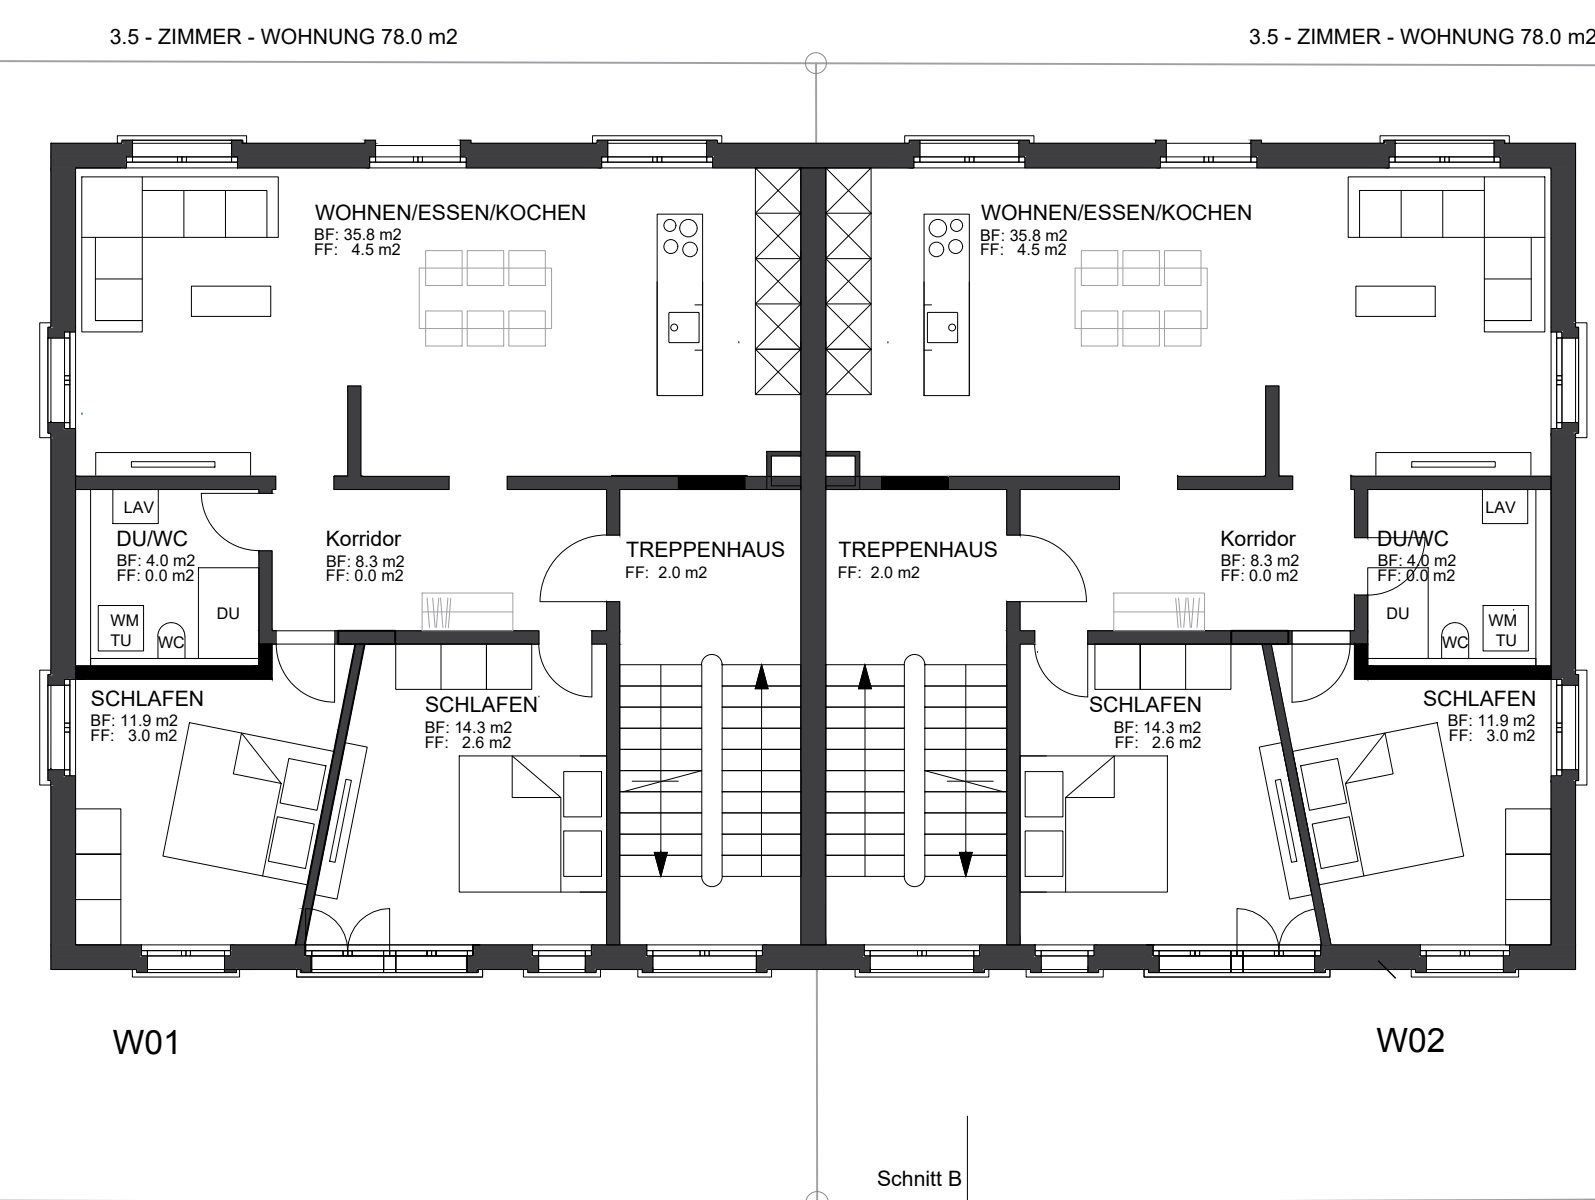 3.5 - ZIMMER - WOHNUNG 78.0 m2
3.5 - ZIMMER - WOHNUNG 78.0 m2
WOHNEN/ESSEN/KOCHEN
BF: 35.8 m2
FF: 4.5 m2
WOHNEN/ESSEN/KOCHEN
BF: 35.8 m2
FF: 4.5 m2
LAV
DU/WC
BF: 4.0 m2
FF: 0.0 m2
DU
WM
TU
WC
Korridor
BF: 8.3 m2
FF: 0.0 m2
TREPPENHAUS
FF: 2.0 m2
TREPPENHAUS
FF: 2.0 m2
Korridor
BF: 8.3 m2
FF: 0.0 m2
LAV
DU/WC
BF: 4.0 m2
FF: 0.0 m2
DU
WC
WM
TU
SCHLAFEN
BF: 11.9 m2
FF: 3.0 m2
SCHLAFEN
BF: 14.3 m2
FF: 2.6 m2
SCHLAFEN
BF: 14.3 m2
FF: 2.6 m2
SCHLAFEN
BF: 11.9 m2
FF: 3.0 m2
W01
W02
Schnitt B